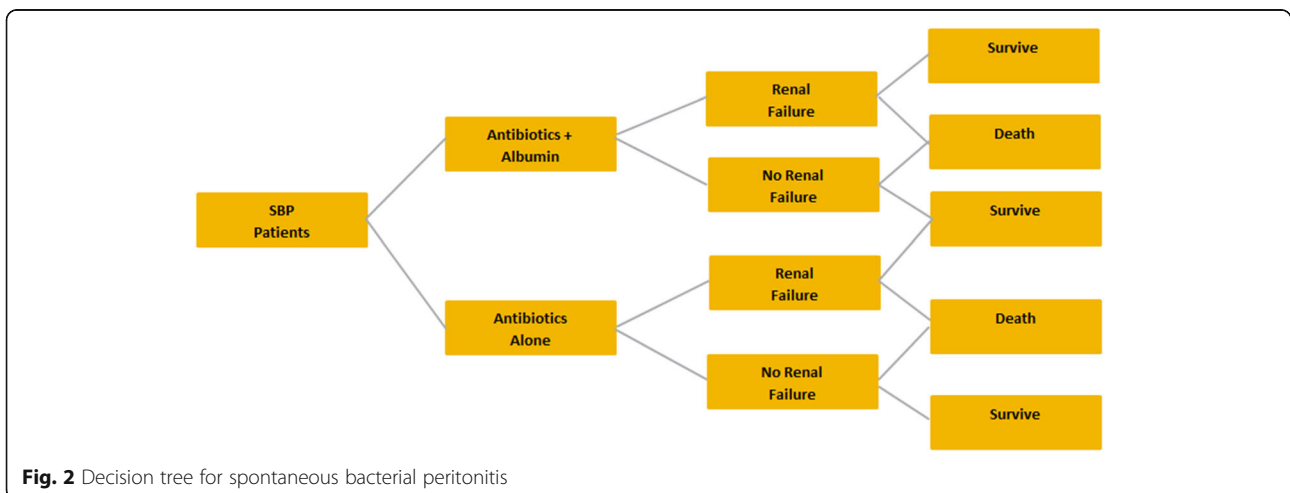 SBP
Patients
Antibiotics +
Albumin
Antibiotics
Alone
Renal
Failure
No Renal
Failure
Renal
Failure
No Renal
Failure
Survive
Death
Survive
Death
Survive
Fig. 2 Decision tree for spontaneous bacterial peritonitis